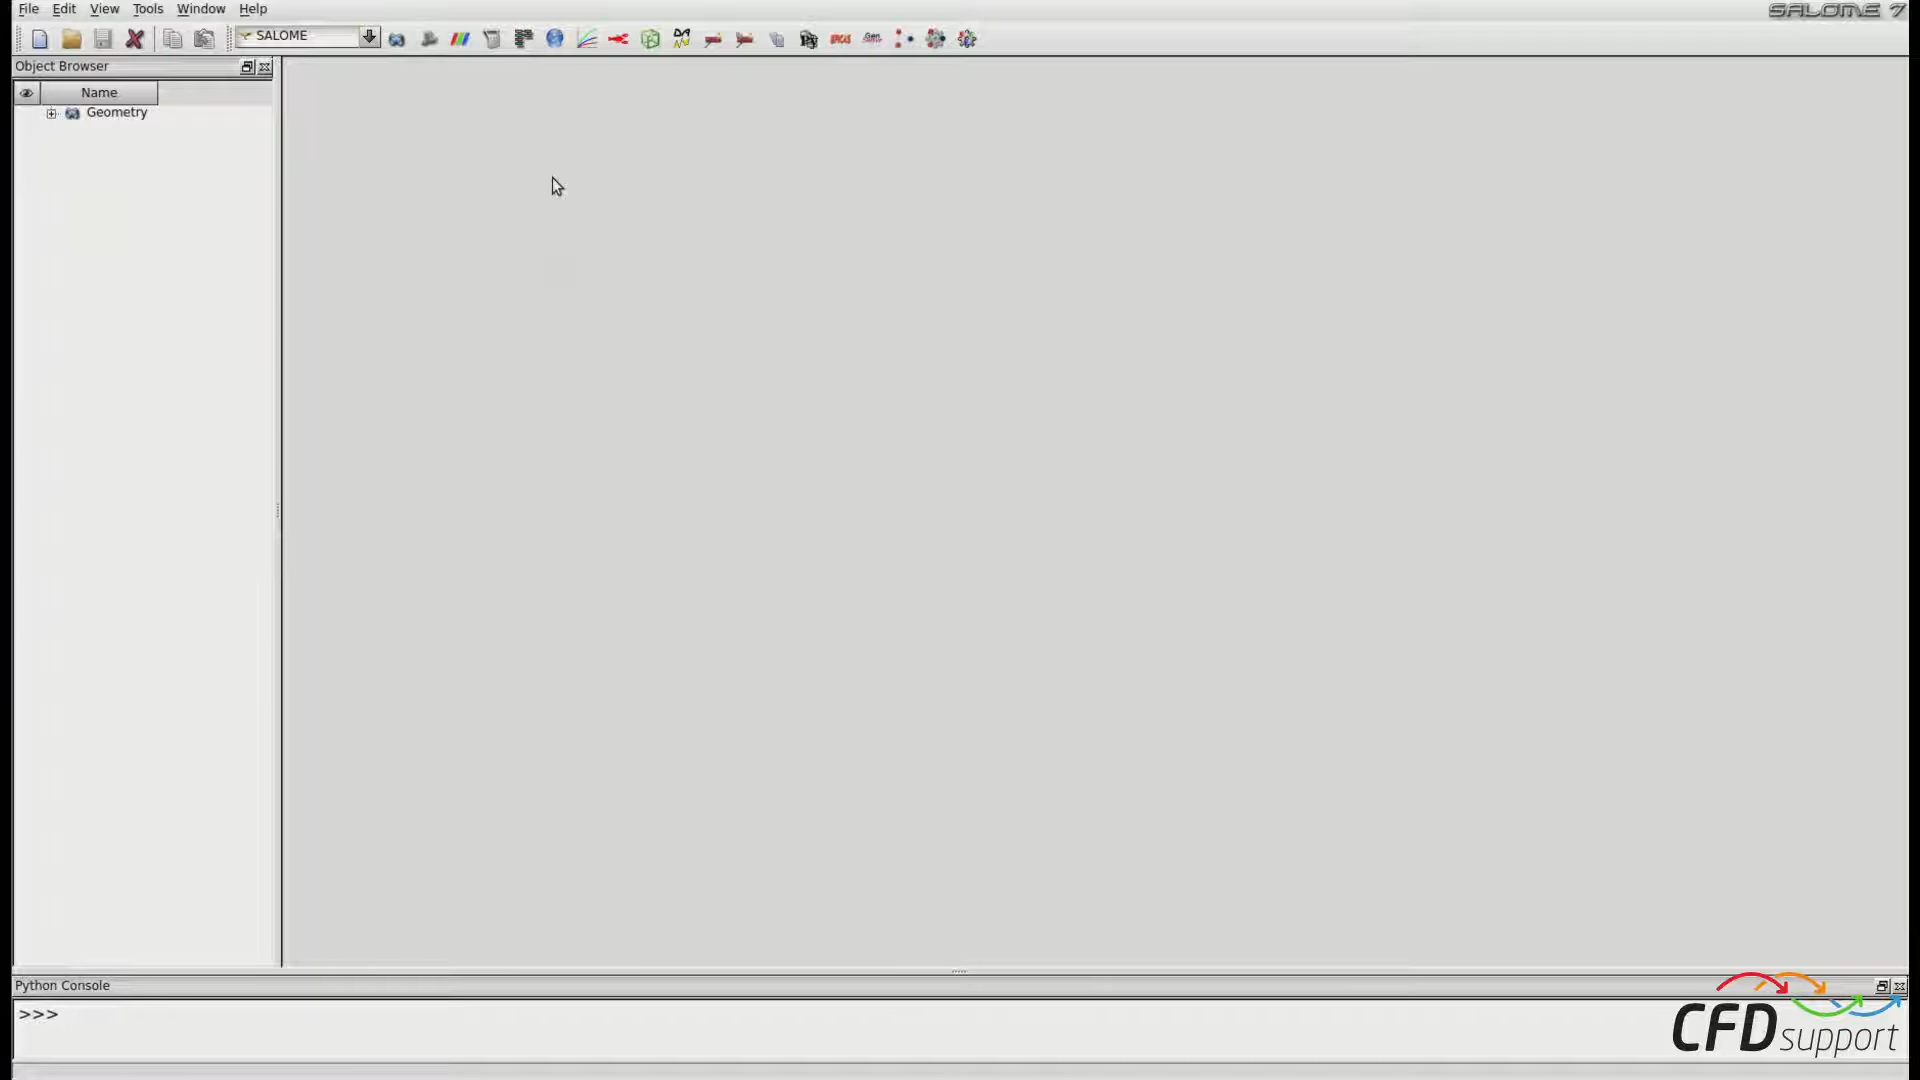 File Edit View Tools Window Help
SALOME 7
SALOME
Object Browser
Name
Geometry
Python Console
>>>
CFD support